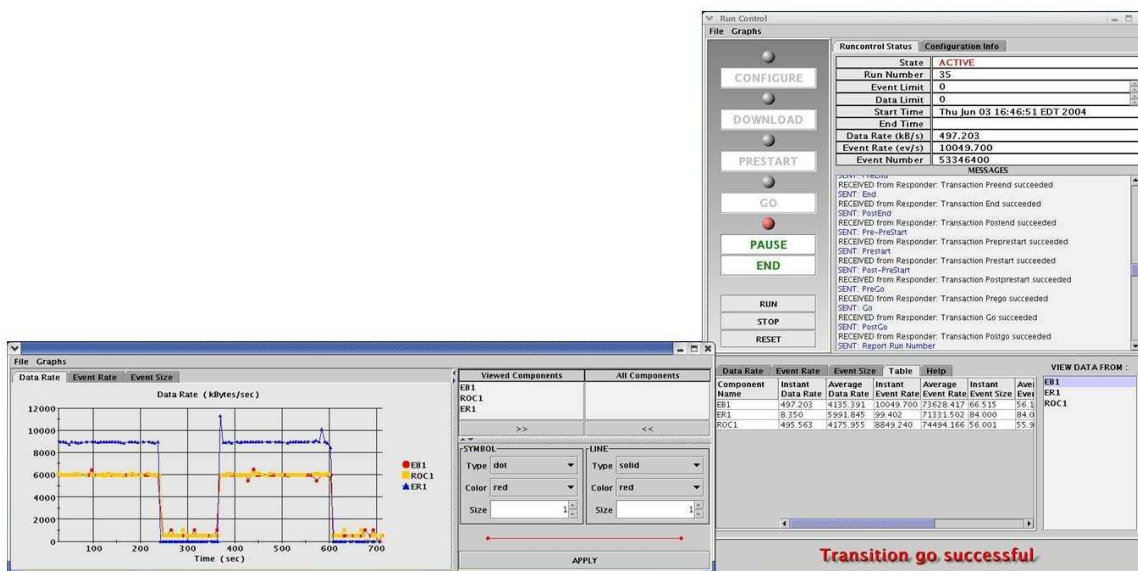 Run Control
File Graphs
CONFIGURE
DOWNLOAD
PRESTART
GO
PAUSE
END
RUN
STOP
RESET
Runcontrol Status Configuration Info
State ACTIVE
Run Number 35
Event Limit 0
Data Limit 0
Start Time Thu Jun 03 16:46:51 EDT 2004
End Time
Data Rate (kB/s) 497.203
Event Rate (ev/s) 10049.700
Event Number 53346400
MESSAGES
SENT: PreEnd
RECEIVED from Responder: Transaction Preend succeeded
SENT: End
RECEIVED from Responder: Transaction End succeeded
SENT: PostEnd
RECEIVED from Responder: Transaction Postend succeeded
SENT: Pre-PreStart
RECEIVED from Responder: Transaction Preprestart succeeded
SENT: Prestart
RECEIVED from Responder: Transaction Prestart succeeded
SENT: Post-PreStart
RECEIVED from Responder: Transaction Postprestart succeeded
SENT: PreGo
RECEIVED from Responder: Transaction Prego succeeded
SENT: Go
RECEIVED from Responder: Transaction Go succeeded
SENT: PostGo
RECEIVED from Responder: Transaction Postgo succeeded
SENT: Report Run Number
File Graphs
Data Rate Event Rate Event Size
Data Rate (kBytes/sec)
12000
10000
8000
6000
4000
2000
0
100 200 300 400 500 600 700
Time (sec)
EB1
ROC1
ER1
Viewed Components All Components
EB1
ROC1
ER1
>> <<
SYMBOL LINE
Type dot Type solid
Color red Color red
Size 1 Size 1
APPLY
Data Rate Event Rate Event Size Table Help
Component Name Instant Data Rate Average Data Rate Instant Event Rate Average Event Rate Instant Event Size
EB1 497.203 4135.391 10049.700 73628.417 66.515 56.1
ER1 8.350 5991.845 99.402 71331.502 84.000 84.0
ROC1 495.563 4175.955 8849.240 74494.166 56.001 55.9
VIEW DATA FROM :
EB1
ER1
ROC1
Transition go successful